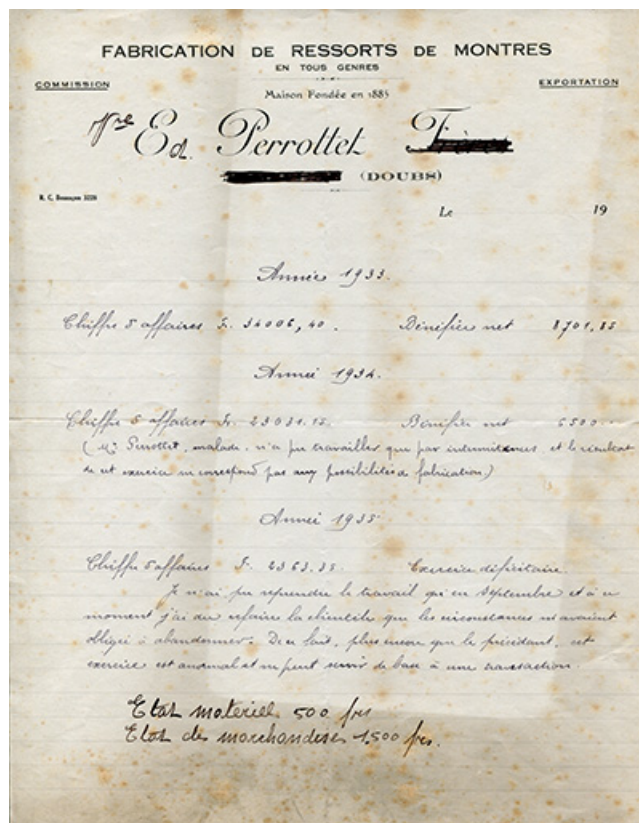 FABRICATION DE RESSORTS DE MONTRES
EN TOUS GENRES
COMMISSION
EXPORTATION
Maison Fondée en 1885
Vve Ed. Perrottet Frères
(DOUBS)
R. C. Besançon 3229
Le 19
Année 1933.
Chiffre d'affaires Fr. 34006,40. Bénéfice net 8701,85
Année 1934.
Chiffre d'affaires Fr. 23031.55. Bénéfice net 6500.-
(Mr Perrottet, malade, n'a pu travailler que par intermittences, et le résultat
de cet exercice ne correspond pas aux possibilités de fabrication.)
Année 1935
Chiffre d'affaires F. 2363.35. Exercice déficitaire.
Je n'ai pu reprendre le travail qu'en Septembre et à ce
moment j'ai dû refaire la clientèle que les circonstances m'avaient
obligée à abandonner. De ce fait, plus encore que le précédent, cet
exercice est anormal et ne peut servir de base à une transaction.
Etat matériel 500 frs
Etat des marchandises 1.500 frs.